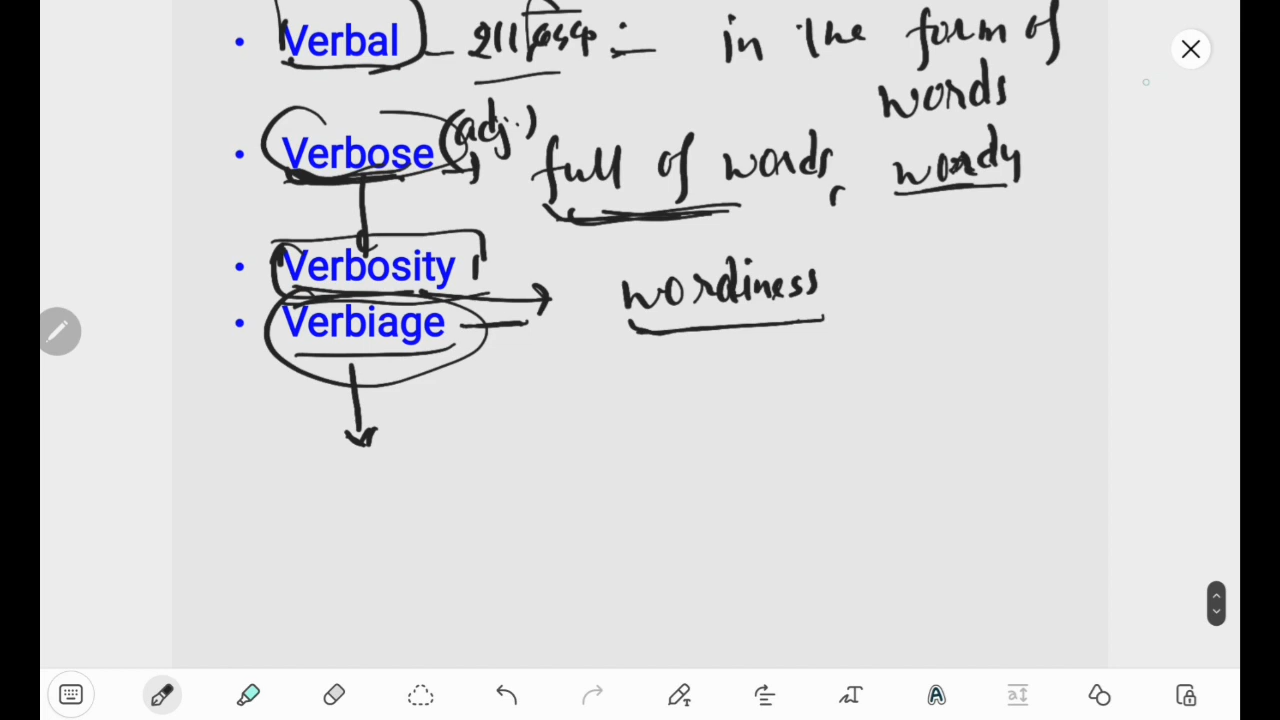 • Verbal – शाब्दिक :– in the form of
words
• Verbose (adj.) full of words, wordy
• Verbosity
wordiness
• Verbiage